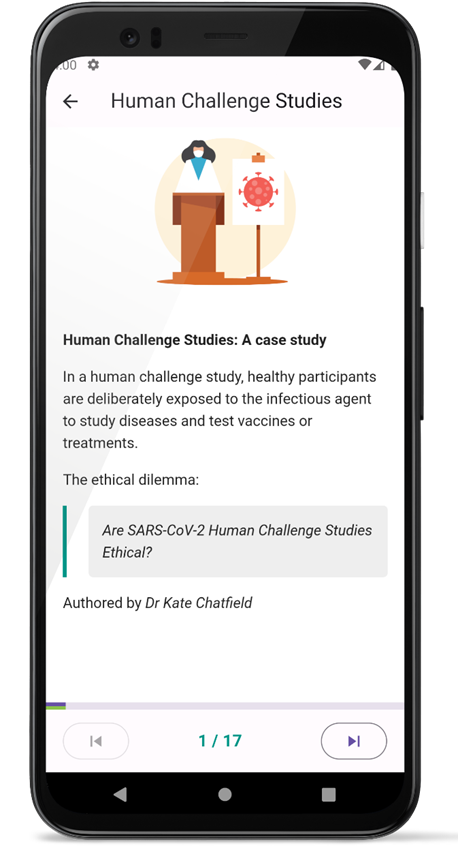 :00
Human Challenge Studies
Human Challenge Studies: A case study
In a human challenge study, healthy participants
are deliberately exposed to the infectious agent
to study diseases and test vaccines or
treatments.
The ethical dilemma:
Are SARS-CoV-2 Human Challenge Studies
Ethical?
Authored by Dr Kate Chatfield
1 / 17